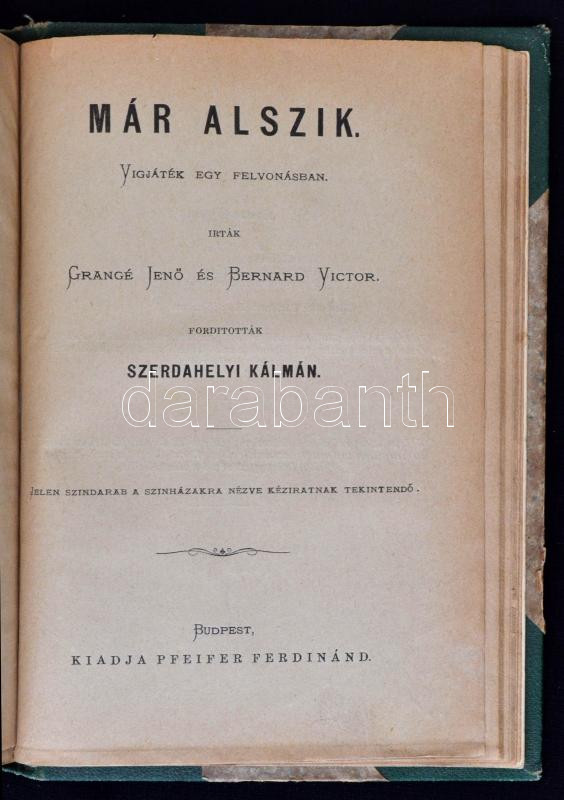 MÁR ALSZIK.
VIGJÁTÉK EGY FELVONÁSBAN.
IRTÁK
GRANGÉ JENŐ ÉS BERNARD VICTOR.
FORDITOTTÁK
SZERDAHELYI KÁLMÁN.
darabanth
JELEN SZINDARAB A SZINHÁZAKRA NÉZVE KÉZIRATNAK TEKINTENDŐ.
BUDPEST,
KIADJA PFEIFER FERDINÁND.